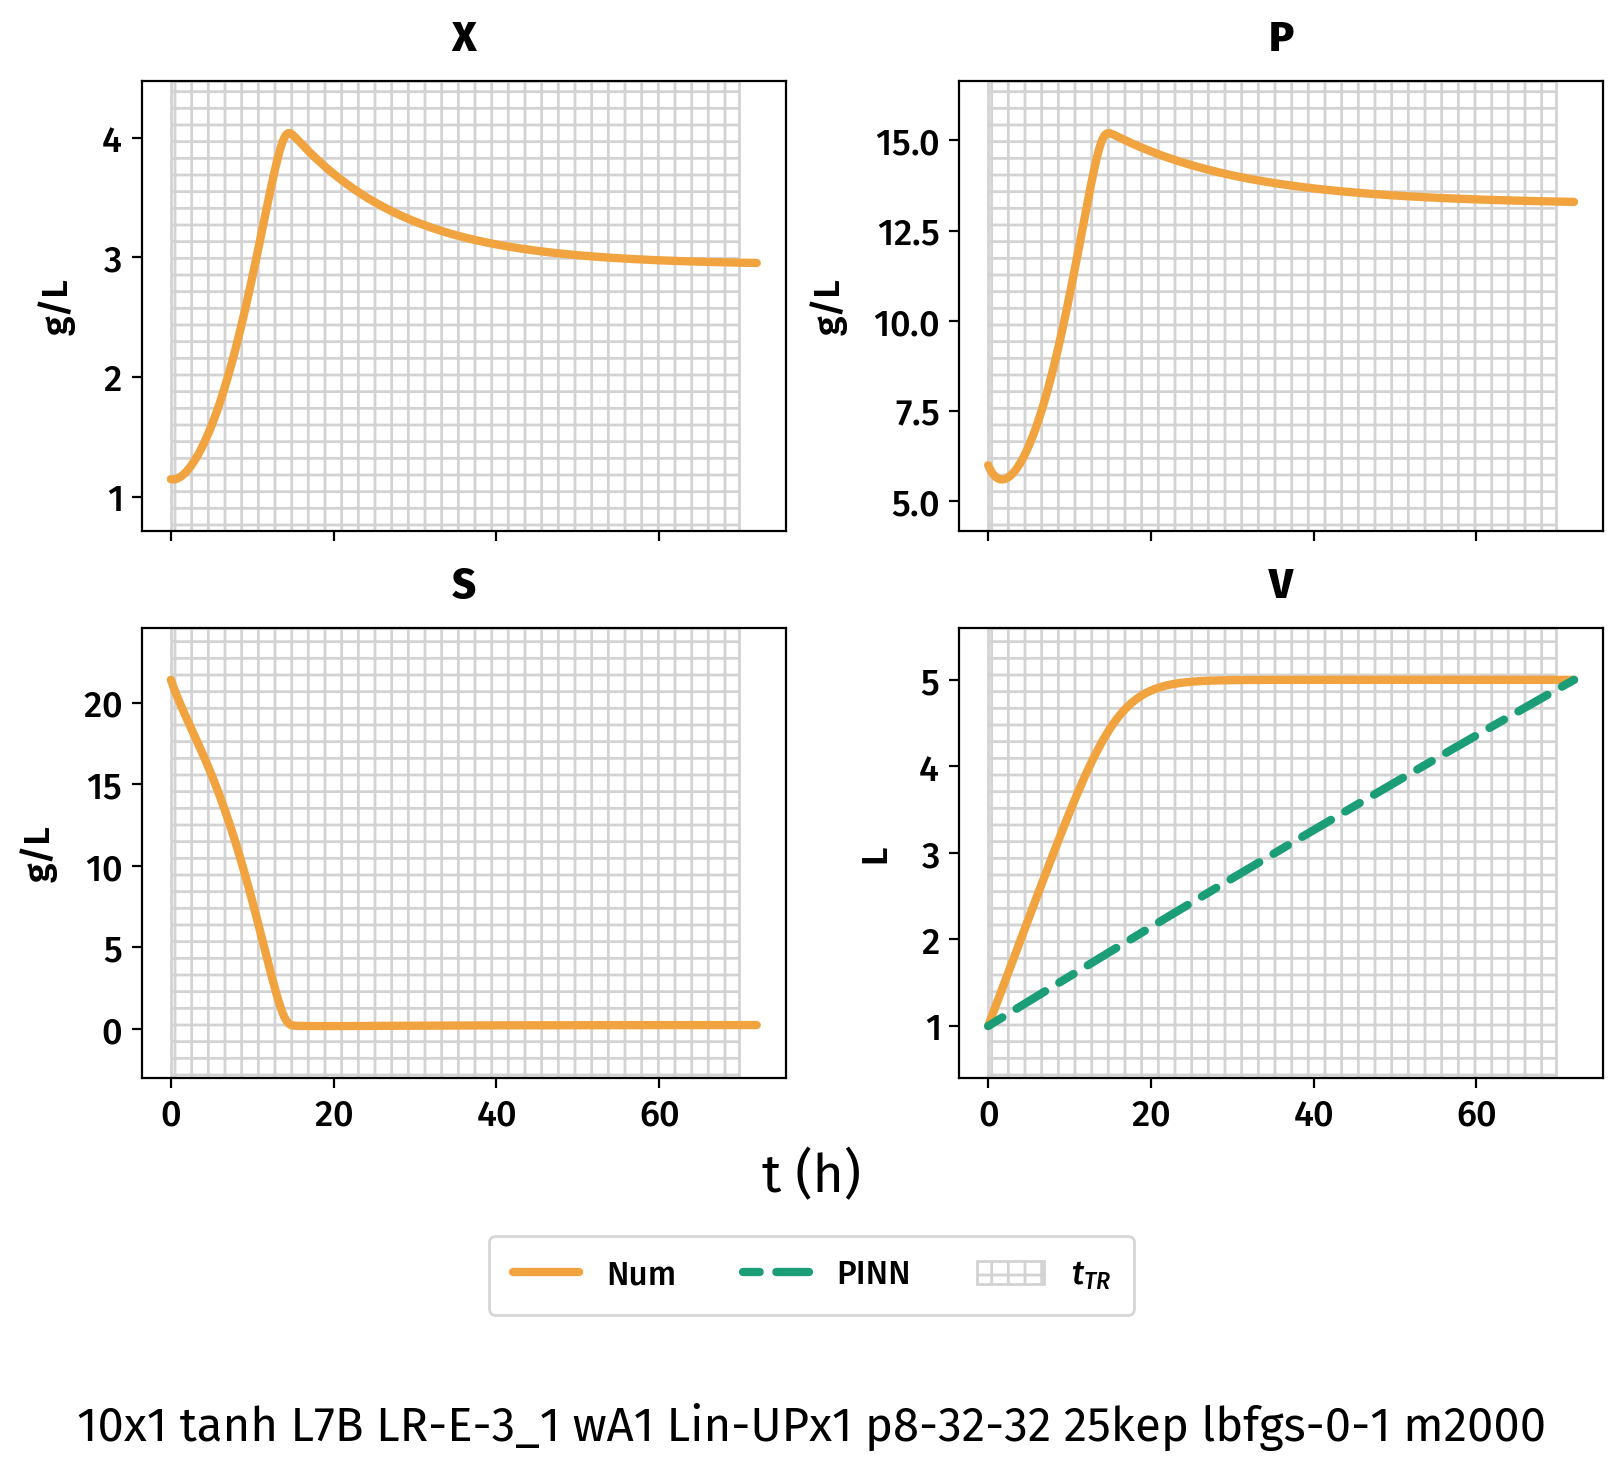 X
P
4
3
2
1
g/L
15.0
12.5
10.0
7.5
5.0
g/L
S
V
20
15
10
5
0
g/L
5
4
3
2
1
L
0 20 40 60
0 20 40 60
t (h)
Num PINN tTR
10x1 tanh L7B LR-E-3_1 wA1 Lin-UPx1 p8-32-32 25kep lbfgs-0-1 m2000